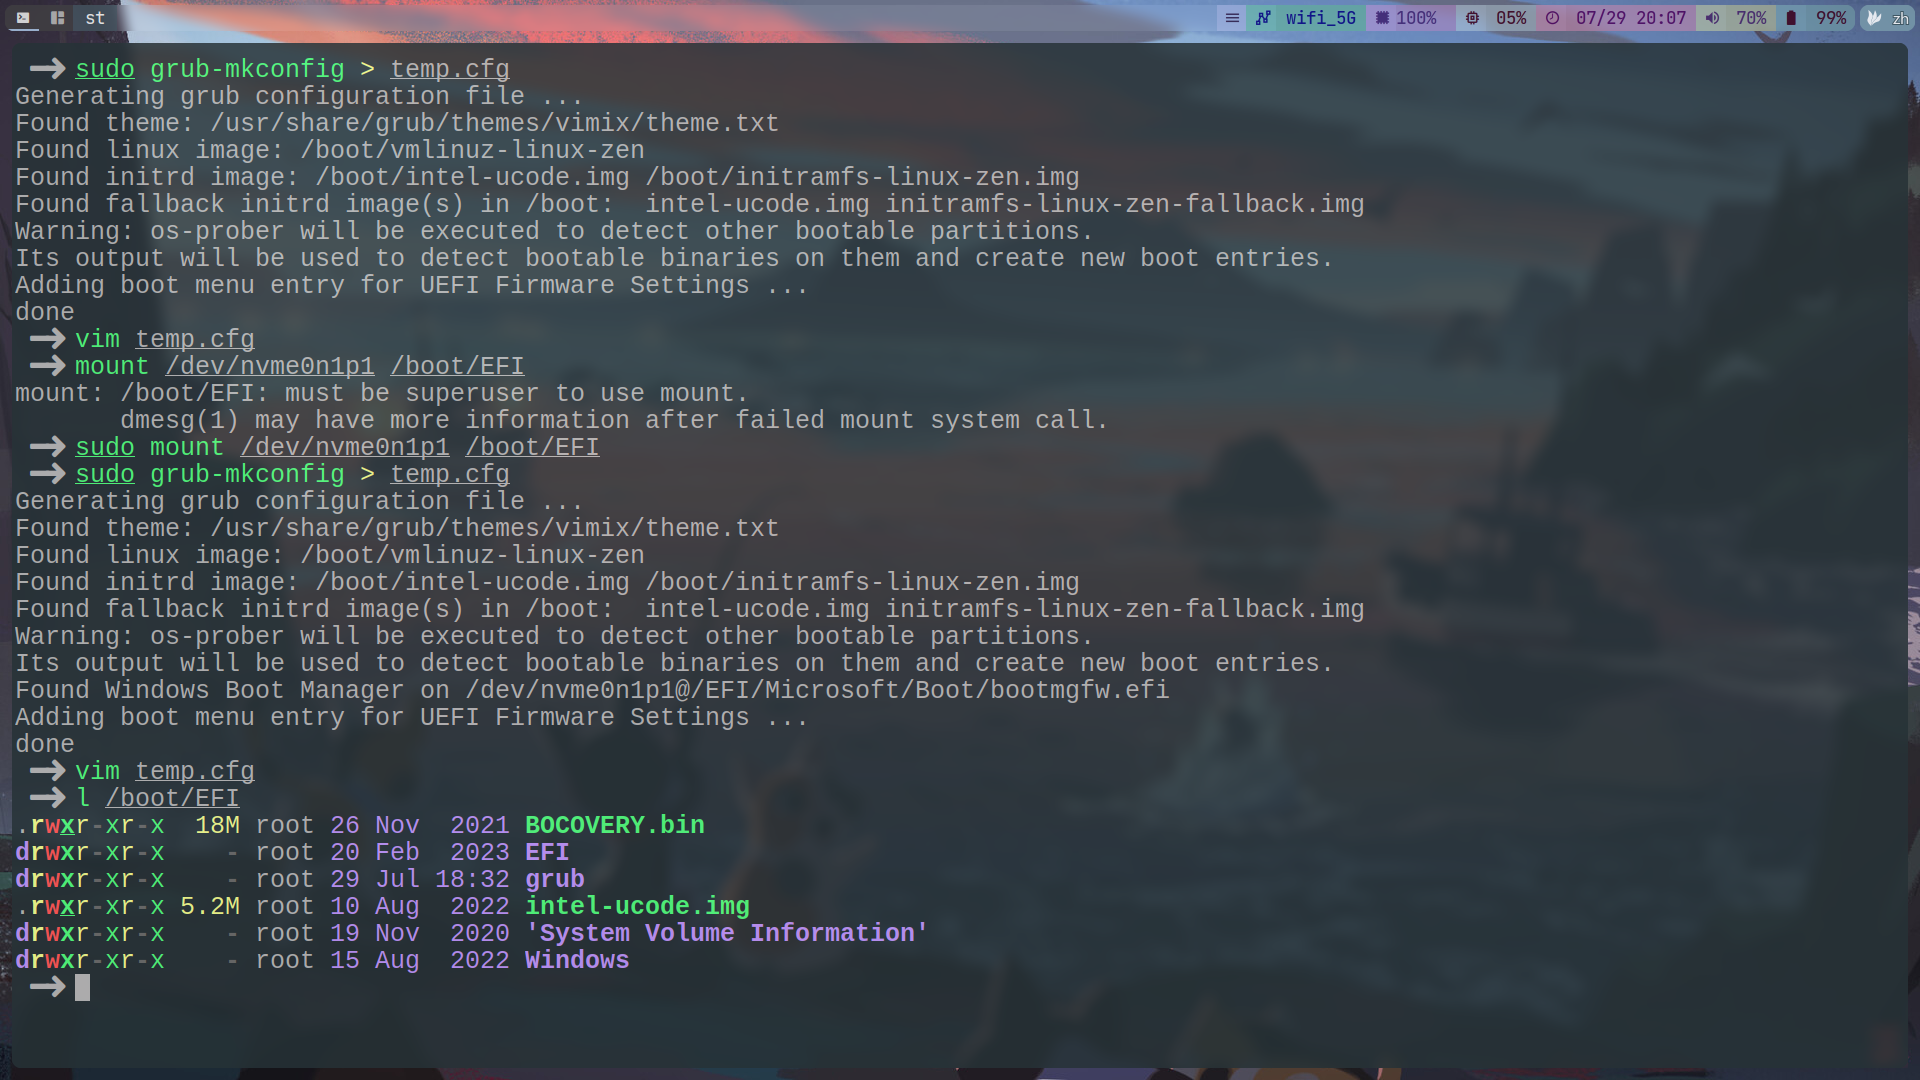 st
wifi_5G 100% 05% 07/29 20:07 70% 99% zh
sudo grub-mkconfig > temp.cfg
Generating grub configuration file ...
Found theme: /usr/share/grub/themes/vimix/theme.txt
Found linux image: /boot/vmlinuz-linux-zen
Found initrd image: /boot/intel-ucode.img /boot/initramfs-linux-zen.img
Found fallback initrd image(s) in /boot:  intel-ucode.img initramfs-linux-zen-fallback.img
Warning: os-prober will be executed to detect other bootable partitions.
Its output will be used to detect bootable binaries on them and create new boot entries.
Adding boot menu entry for UEFI Firmware Settings ...
done
vim temp.cfg
mount /dev/nvme0n1p1 /boot/EFI
mount: /boot/EFI: must be superuser to use mount.
       dmesg(1) may have more information after failed mount system call.
sudo mount /dev/nvme0n1p1 /boot/EFI
sudo grub-mkconfig > temp.cfg
Generating grub configuration file ...
Found theme: /usr/share/grub/themes/vimix/theme.txt
Found linux image: /boot/vmlinuz-linux-zen
Found initrd image: /boot/intel-ucode.img /boot/initramfs-linux-zen.img
Found fallback initrd image(s) in /boot:  intel-ucode.img initramfs-linux-zen-fallback.img
Warning: os-prober will be executed to detect other bootable partitions.
Its output will be used to detect bootable binaries on them and create new boot entries.
Found Windows Boot Manager on /dev/nvme0n1p1@/EFI/Microsoft/Boot/bootmgfw.efi
Adding boot menu entry for UEFI Firmware Settings ...
done
vim temp.cfg
l /boot/EFI
.rwxr-xr-x  18M root 26 Nov  2021 BOCOVERY.bin
drwxr-xr-x    - root 20 Feb  2023 EFI
drwxr-xr-x    - root 29 Jul 18:32 grub
.rwxr-xr-x 5.2M root 10 Aug  2022 intel-ucode.img
drwxr-xr-x    - root 19 Nov  2020 'System Volume Information'
drwxr-xr-x    - root 15 Aug  2022 Windows